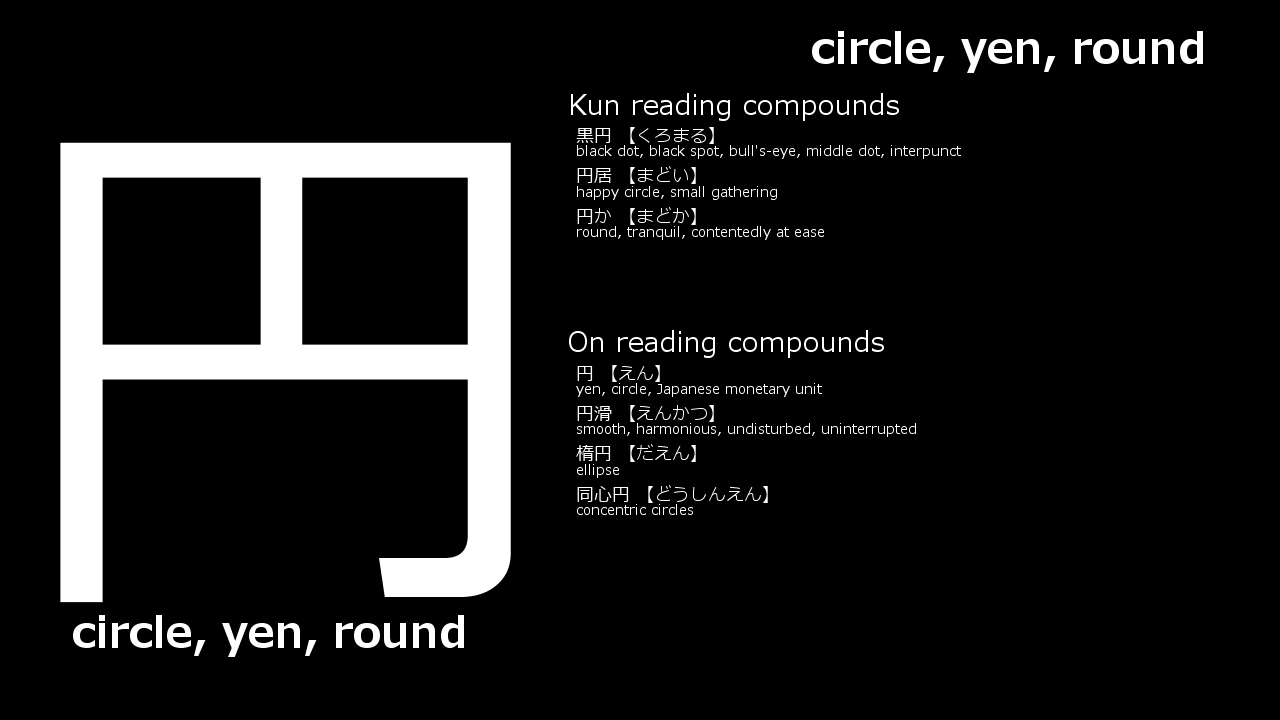 circle, yen, round
円
circle, yen, round
Kun reading compounds
黒円 【くろまる】
black dot, black spot, bull's-eye, middle dot, interpunct
円居 【まどい】
happy circle, small gathering
円か 【まどか】
round, tranquil, contentedly at ease
On reading compounds
円 【えん】
yen, circle, Japanese monetary unit
円滑 【えんかつ】
smooth, harmonious, undisturbed, uninterrupted
楕円 【だえん】
ellipse
同心円 【どうしんえん】
concentric circles